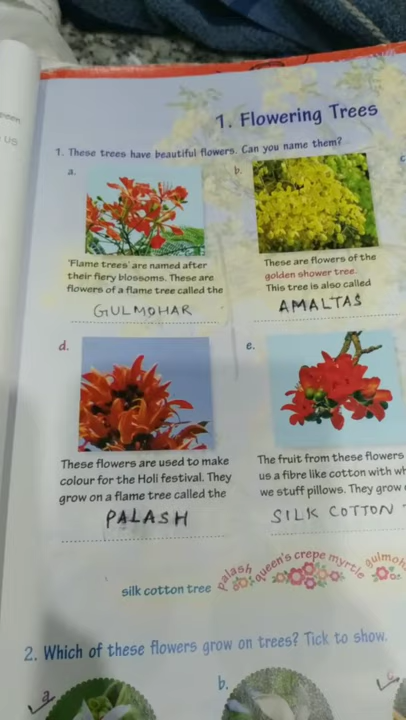 1. Flowering Trees
1. These trees have beautiful flowers. Can you name them?
a.
'Flame trees' are named after
their fiery blossoms. These are
flowers of a flame tree called the
GULMOHAR
b.
These are flowers of the
golden shower tree.
This tree is also called
AMALTAS
d.
These flowers are used to make
colour for the Holi festival. They
grow on a flame tree called the
PALASH
e.
The fruit from these flowers
us a fibre like cotton with wh
we stuff pillows. They grow
SILK COTTON
silk cotton tree palash queen's crepe myrtle gulmoh
2. Which of these flowers grow on trees? Tick to show.
a
b.
c